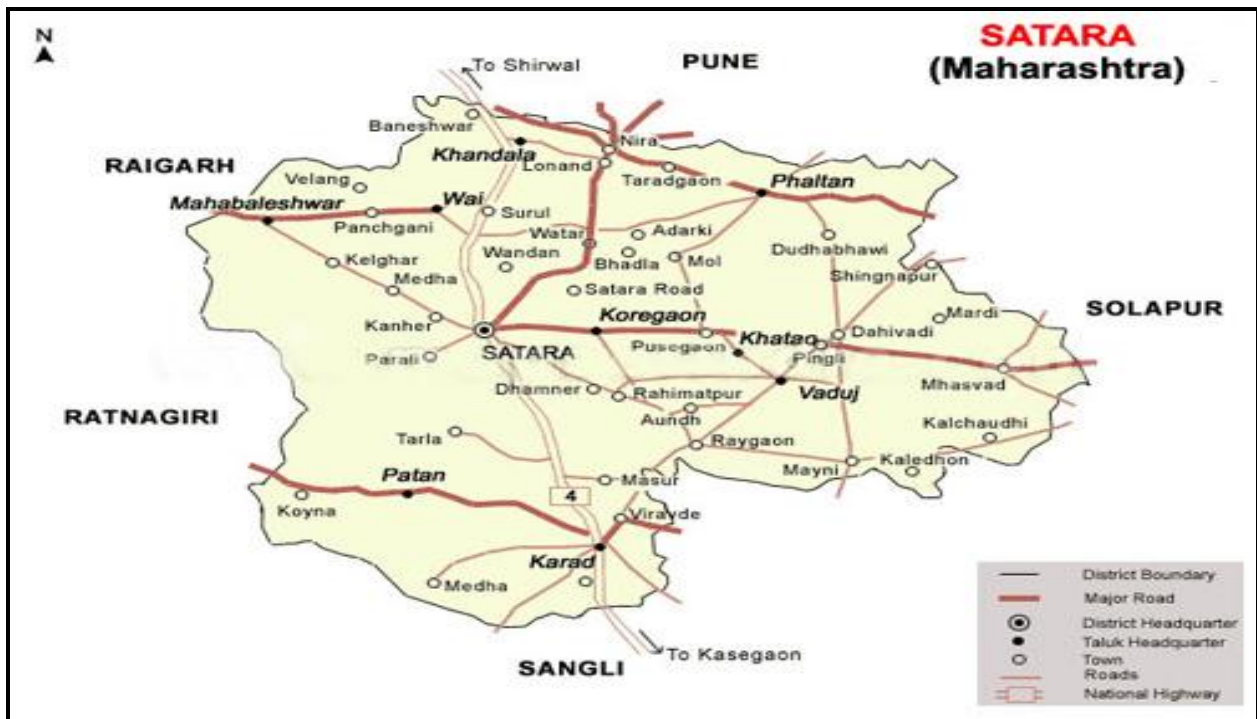 N
SATARA
(Maharashtra)
To Shirwal
PUNE
Baneshwar
Nira
Khandala
Lonand
RAIGARH
Taradgaon
Velang
Phaltan
Mahabaleshwar
Wai
Surul
Panchgani
Watar
Adarki
Dudhabhawi
Wandan
Bhadla
Mol
Kelghar
Shingnapur
Medha
Satara Road
SOLAPUR
Koregaon
Mardi
Kanher
Khatao
Dahivadi
Pusegaon
SATARA
Pingli
Parali
Mhasvad
Dhamner
Rahimatpur
Vaduj
RATNAGIRI
Aundh
Kalchaudhi
Tarla
Raygaon
Kaledhon
Mayni
Patan
Masur
4
Koyna
Viravde
Karad
Medha
District Boundary
Major Road
District Headquarter
Taluk Headquarter
Town
Roads
National Highway
To Kasegaon
SANGLI